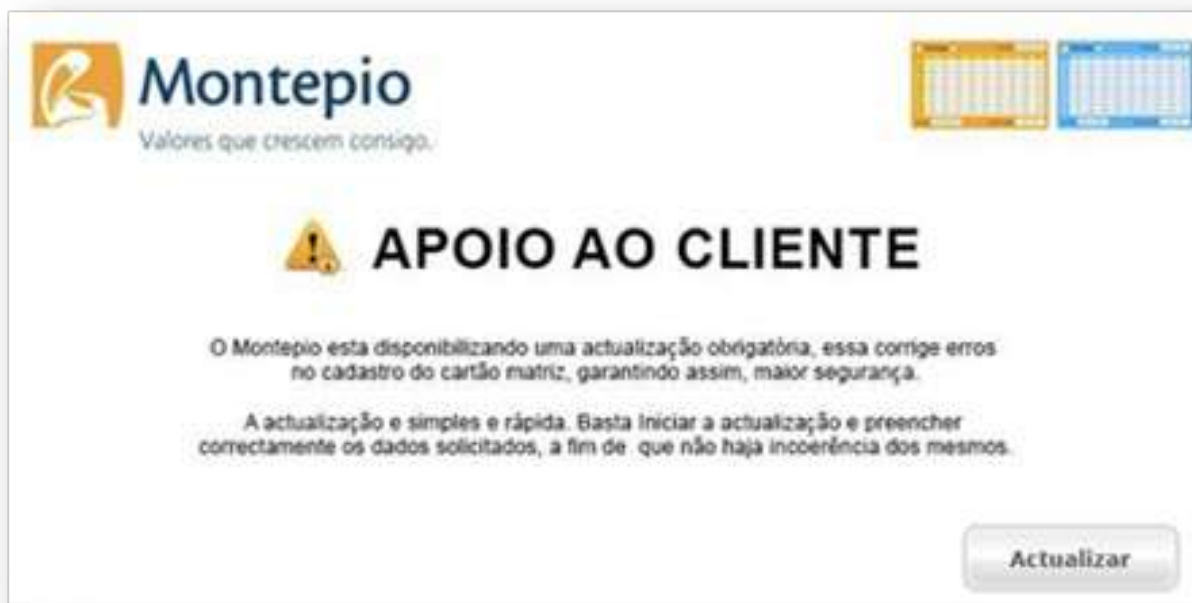 Montepio
Valores que crescem consigo.
APOIO AO CLIENTE
O Montepio esta disponibilizando uma actualização obrigatória, essa corrige erros
no cadastro do cartão matriz, garantindo assim, maior segurança.
A actualização e simples e rápida. Basta Iniciar a actualização e preencher
correctamente os dados solicitados, a fim de que não haja incoerência dos mesmos.
Actualizar